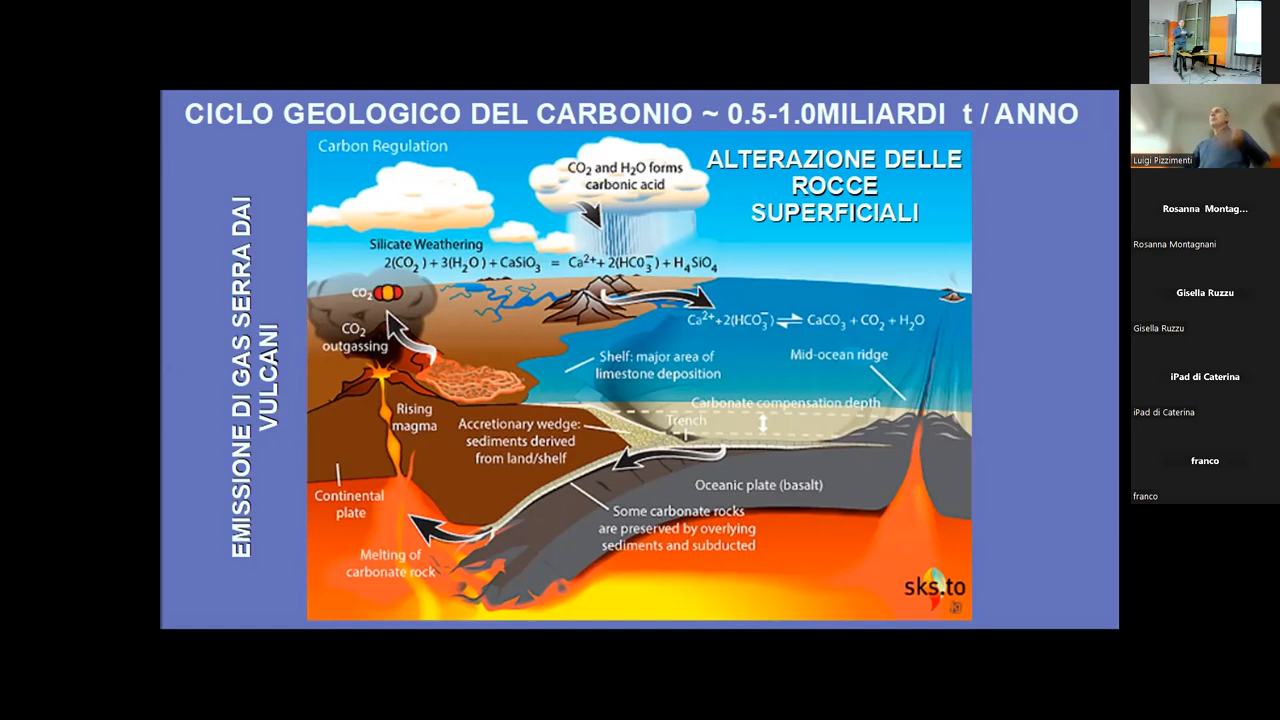 CICLO GEOLOGICO DEL CARBONIO ~ 0.5-1.0MILIARDI t / ANNO
EMISSIONE DI GAS SERRA DAI
VULCANI
Carbon Regulation
CO₂ and H₂O forms
carbonic acid
ALTERAZIONE DELLE
ROCCE
SUPERFICIALI
Silicate Weathering
2(CO₂) + 3(H₂O) + CaSiO₃ = Ca²⁺+ 2(HCO₃⁻) + H₄SiO₄
CO₂
CO₂
outgassing
Ca²⁺+2(HCO₃⁻) ⇌ CaCO₃ + CO₂ + H₂O
Shelf: major area of
limestone deposition
Mid-ocean ridge
Carbonate compensation depth
Trench
Rising
magma
Accretionary wedge:
sediments derived
from land/shelf
Continental
plate
Oceanic plate (basalt)
Some carbonate rocks
are preserved by overlying
sediments and subducted
Melting of
carbonate rock
sks.to
Luigi Pizzimenti
Rosanna Montag...
Rosanna Montagnani
Gisella Ruzzu
Gisella Ruzzu
iPad di Caterina
iPad di Caterina
franco
franco